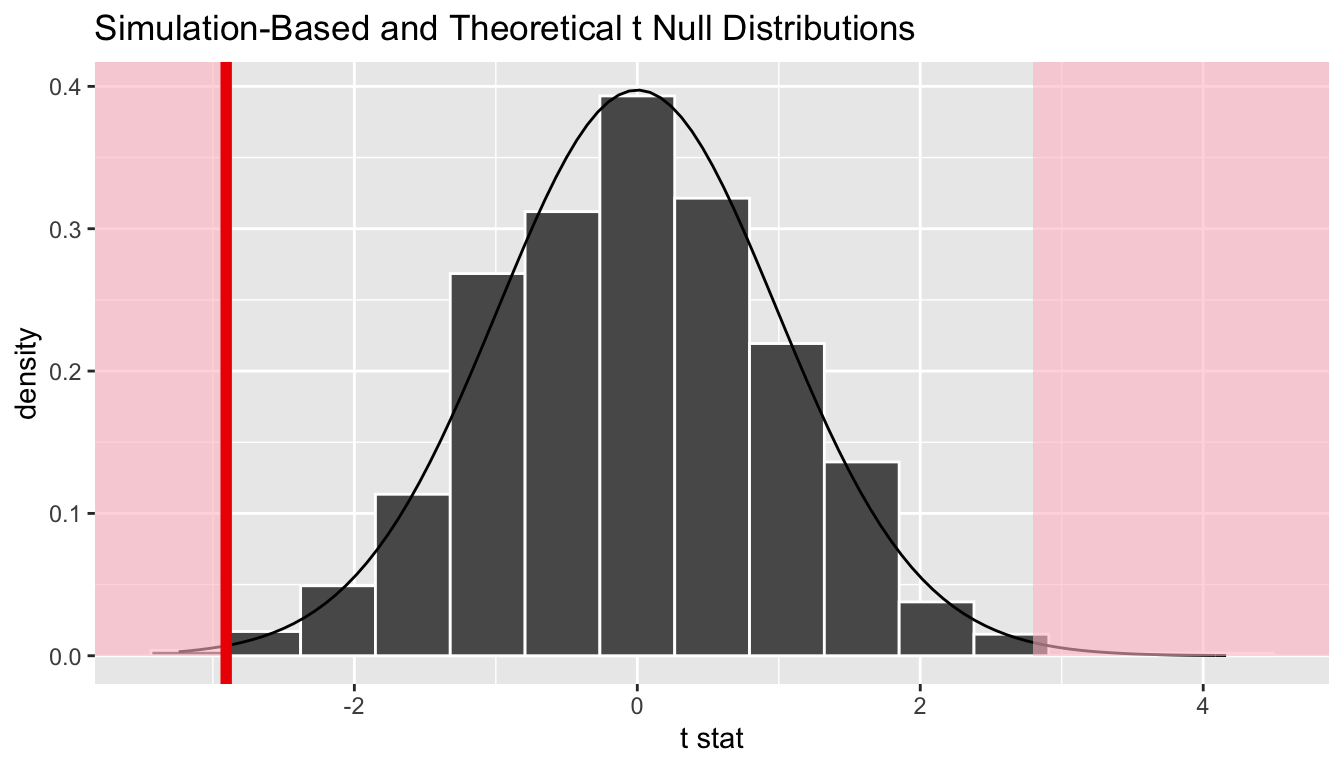 Simulation-Based and Theoretical t Null Distributions
0.4
0.3
0.2
0.1
0.0
density
-2 0 2 4
t stat